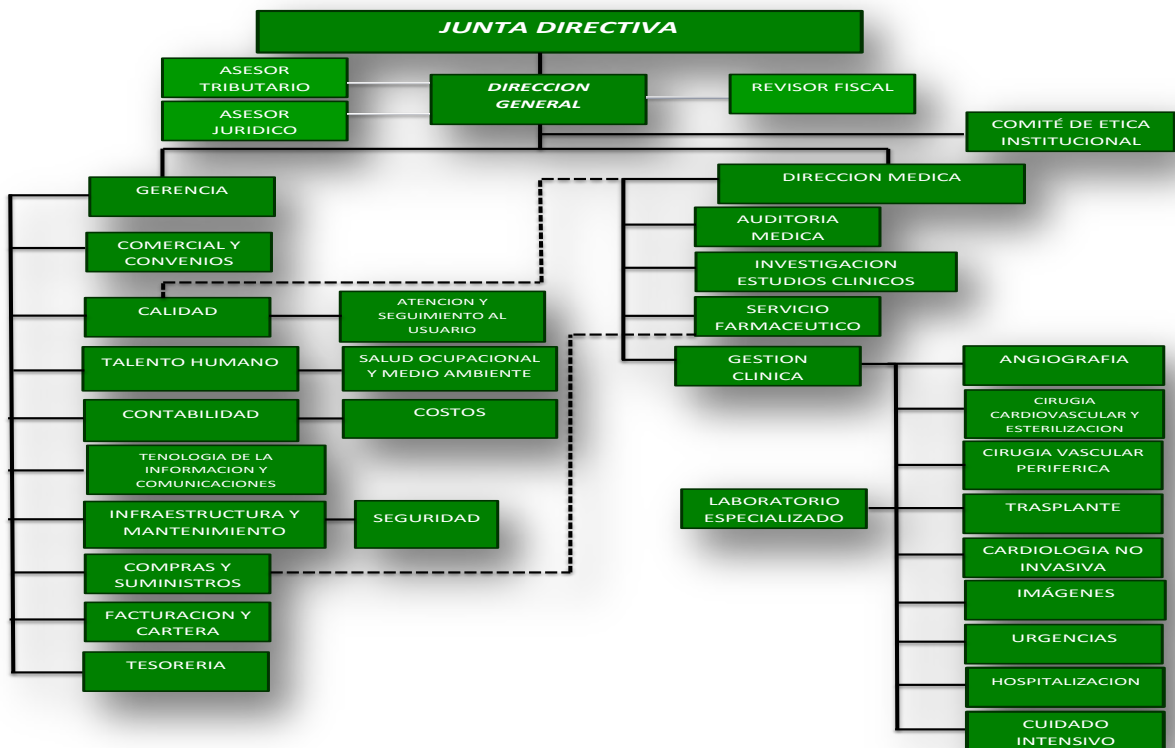 JUNTA DIRECTIVA
ASESOR
TRIBUTARIO
DIRECCION
GENERAL
REVISOR FISCAL
ASESOR
JURIDICO
COMITÉ DE ETICA
INSTITUCIONAL
GERENCIA
DIRECCION MEDICA
COMERCIAL Y
CONVENIOS
AUDITORIA
MEDICA
INVESTIGACION
ESTUDIOS CLINICOS
CALIDAD
ATENCION Y
SEGUIMIENTO AL
USUARIO
SERVICIO
FARMACEUTICO
TALENTO HUMANO
SALUD OCUPACIONAL
Y MEDIO AMBIENTE
GESTION
CLINICA
ANGIOGRAFIA
CONTABILIDAD
COSTOS
CIRUGIA
CARDIOVASCULAR Y
ESTERILIZACION
TENOLOGIA DE LA
INFORMACION Y
COMUNICACIONES
CIRUGIA VASCULAR
PERIFERICA
INFRAESTRUCTURA Y
MANTENIMIENTO
SEGURIDAD
LABORATORIO
ESPECIALIZADO
TRASPLANTE
COMPRAS Y
SUMINISTROS
CARDIOLOGIA NO
INVASIVA
FACTURACION Y
CARTERA
IMÁGENES
TESORERIA
URGENCIAS
HOSPITALIZACION
CUIDADO
INTENSIVO